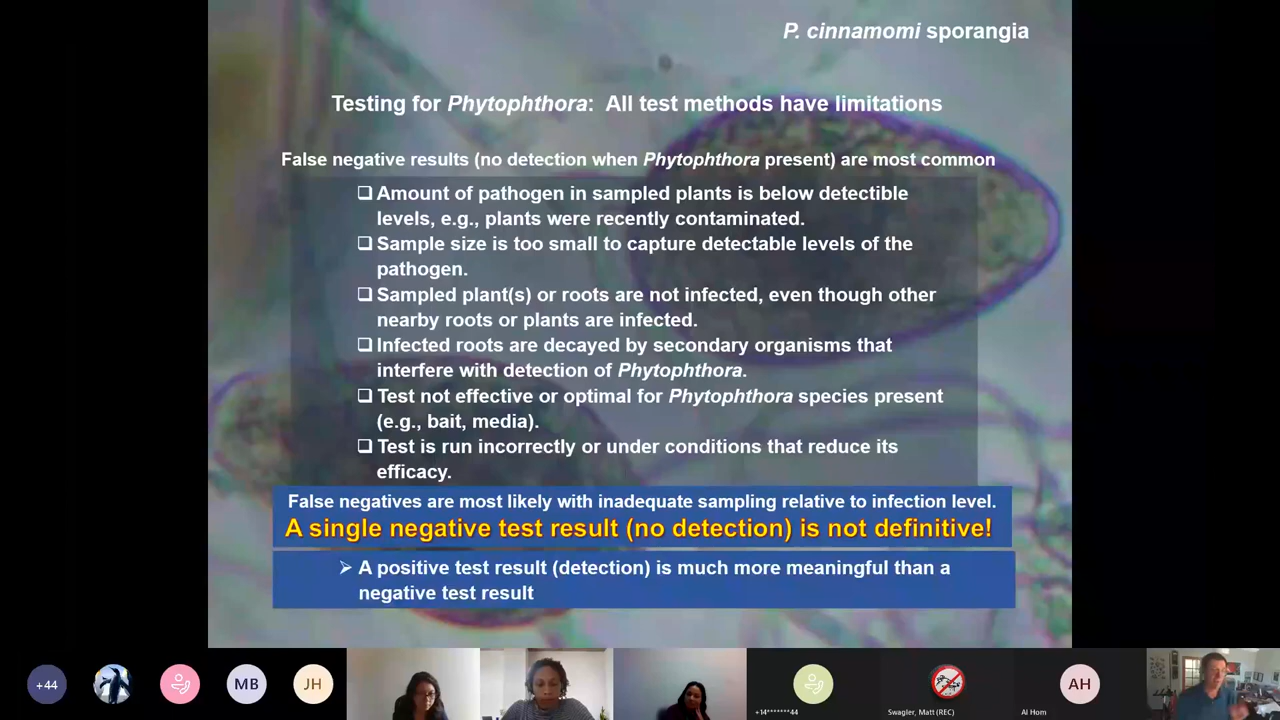 P. cinnamomi sporangia
Testing for Phytophthora: All test methods have limitations
False negative results (no detection when Phytophthora present) are most common
❑ Amount of pathogen in sampled plants is below detectible
levels, e.g., plants were recently contaminated.
❑ Sample size is too small to capture detectable levels of the
pathogen.
❑ Sampled plant(s) or roots are not infected, even though other
nearby roots or plants are infected.
❑ Infected roots are decayed by secondary organisms that
interfere with detection of Phytophthora.
❑ Test not effective or optimal for Phytophthora species present
(e.g., bait, media).
❑ Test is run incorrectly or under conditions that reduce its
efficacy.
False negatives are most likely with inadequate sampling relative to infection level.
A single negative test result (no detection) is not definitive!
➢ A positive test result (detection) is much more meaningful than a
negative test result
+44
MB
JH
+14*******44
Swagler, Matt (REC)
AH
Al Hom